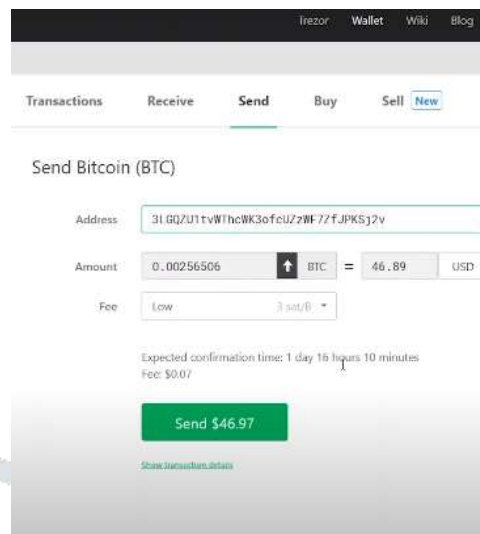 Trezor Wallet Wiki Blog
Transactions Receive Send Buy Sell New
Send Bitcoin (BTC)
Address 3LGQZU1tvWThcWK3ofcUZzWF7ZfJPKSj2v
Amount 0.00256506 BTC = 46.89 USD
Fee Low 3 sat/B
Expected confirmation time: 1 day 16 hours 10 minutes
Fee: $0.07
Send $46.97
Show transaction details